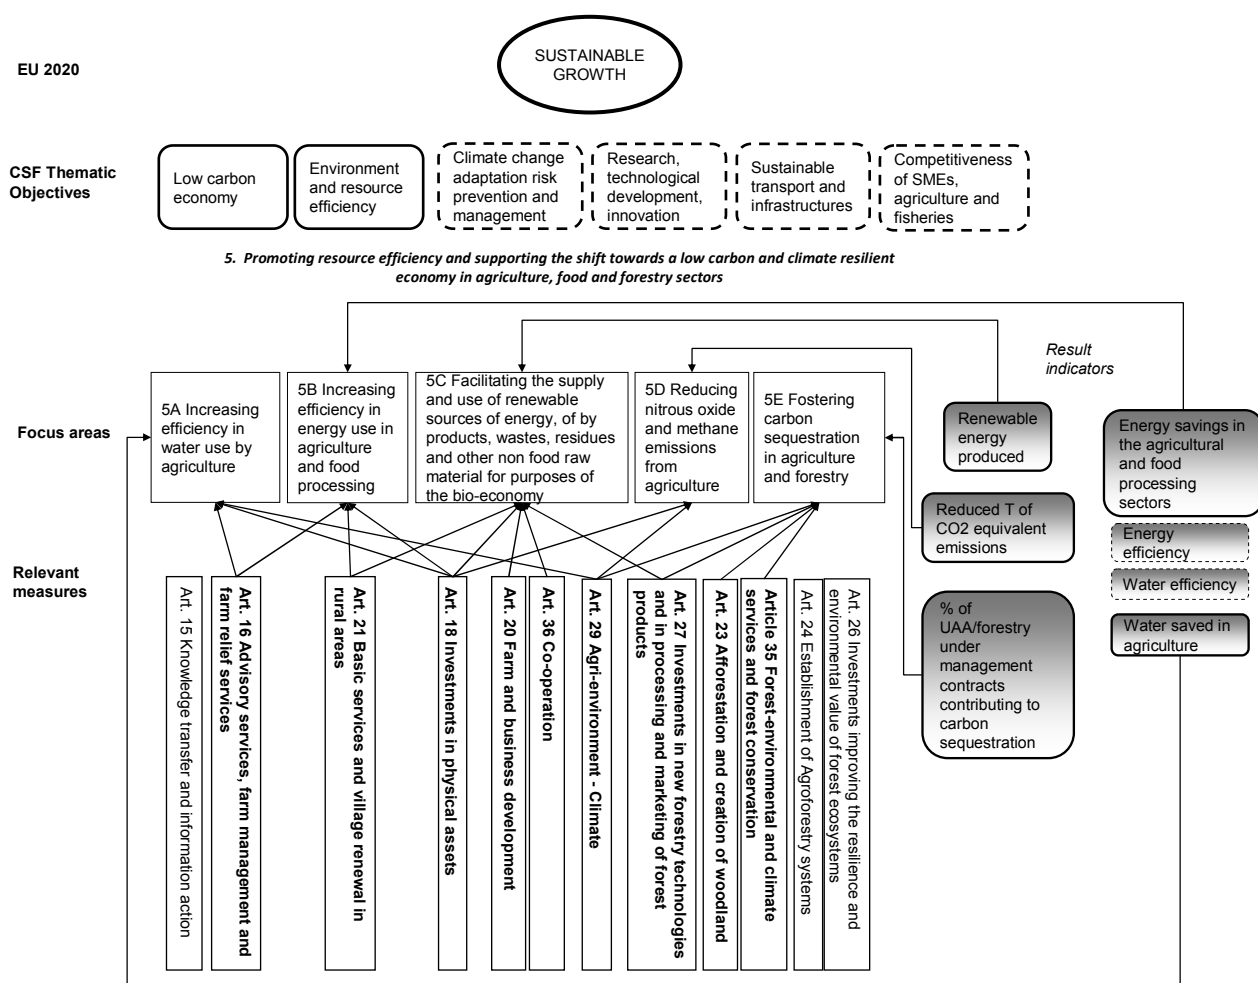 EU 2020
SUSTAINABLE
GROWTH
CSF Thematic
Objectives
Low carbon
economy
Environment
and resource
efficiency
Climate change
adaptation risk
prevention and
management
Research,
technological
development,
innovation
Sustainable
transport and
infrastructures
Competitiveness
of SMEs,
agriculture and
fisheries
5. Promoting resource efficiency and supporting the shift towards a low carbon and climate resilient
economy in agriculture, food and forestry sectors
Result
indicators
Focus areas
5A Increasing
efficiency in
water use by
agriculture
5B Increasing
efficiency in
energy use in
agriculture
and food
processing
5C Facilitating the supply
and use of renewable
sources of energy, of by
products, wastes, residues
and other non food raw
material for purposes of
the bio-economy
5D Reducing
nitrous oxide
and methane
emissions
from
agriculture
5E Fostering
carbon
sequestration
in agriculture
and forestry
Renewable
energy
produced
Energy savings in
the agricultural
and food
processing
sectors
Reduced T of
CO2 equivalent
emissions
Energy
efficiency
Water efficiency
Water saved in
agriculture
% of
UAA/forestry
under
management
contracts
contributing to
carbon
sequestration
Relevant
measures
Art. 15 Knowledge transfer and information action
Art. 16 Advisory services, farm management and
farm relief services
Art. 21 Basic services and village renewal in
rural areas
Art. 18 Investments in physical assets
Art. 20 Farm and business development
Art. 36 Co-operation
Art. 29 Agri-environment - Climate
Art. 27 Investments in new forestry technologies
and in processing and marketing of forest
products
Art. 23 Afforestation and creation of woodland
Article 35 Forest-environmental and climate
services and forest conservation
Art. 24 Establishment of Agroforestry systems
Art. 26 Investments improving the resilience and
environmental value of forest ecosystems